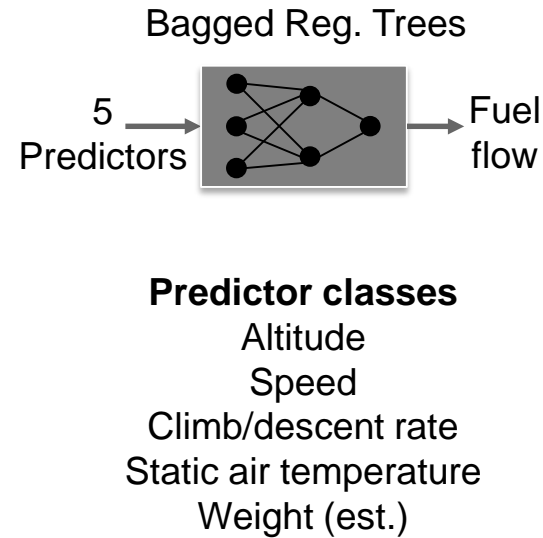 Bagged Reg. Trees
5
Predictors
Fuel
flow
Predictor classes
Altitude
Speed
Climb/descent rate
Static air temperature
Weight (est.)